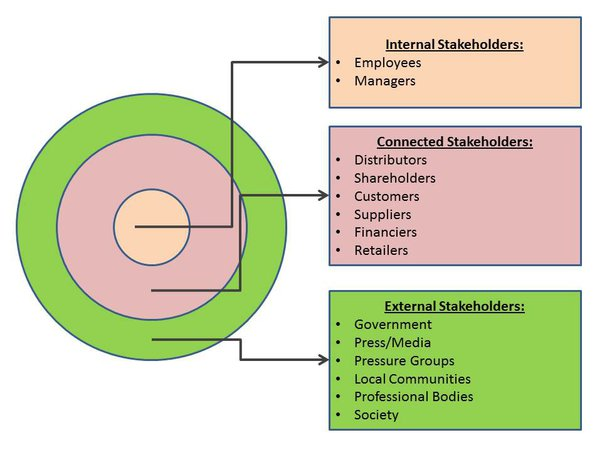 Internal Stakeholders:
• Employees
• Managers
Connected Stakeholders:
• Distributors
• Shareholders
• Customers
• Suppliers
• Financiers
• Retailers
External Stakeholders:
• Government
• Press/Media
• Pressure Groups
• Local Communities
• Professional Bodies
• Society